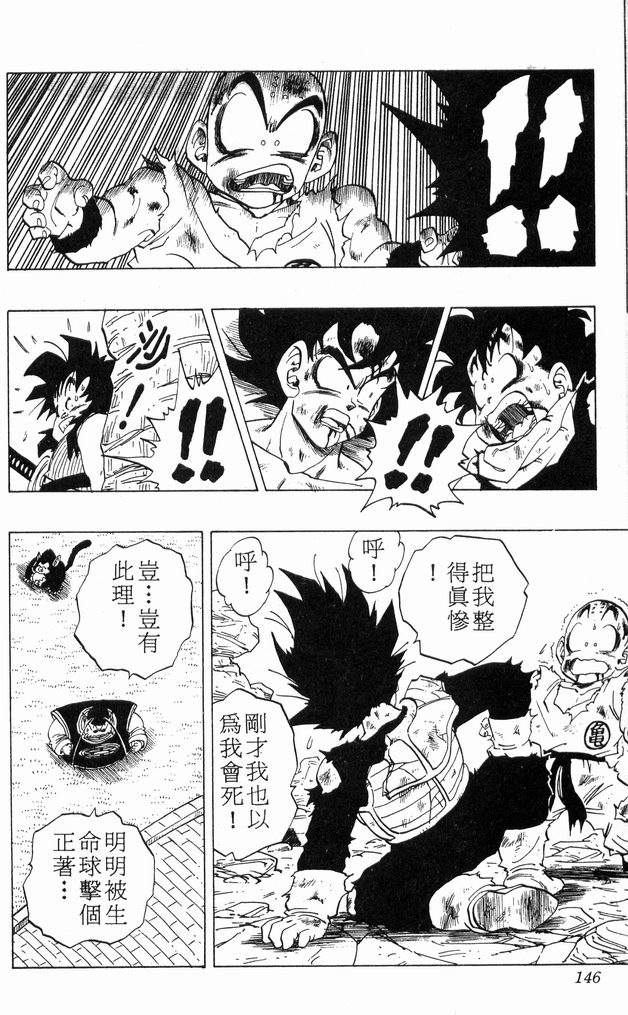 !!
!!
!!
把我整
得眞慘
！
呼！
呼！
剛才我也以
爲我會死！
龜
豈…豈有
此理！
明明被生
命球擊個
正著…
146